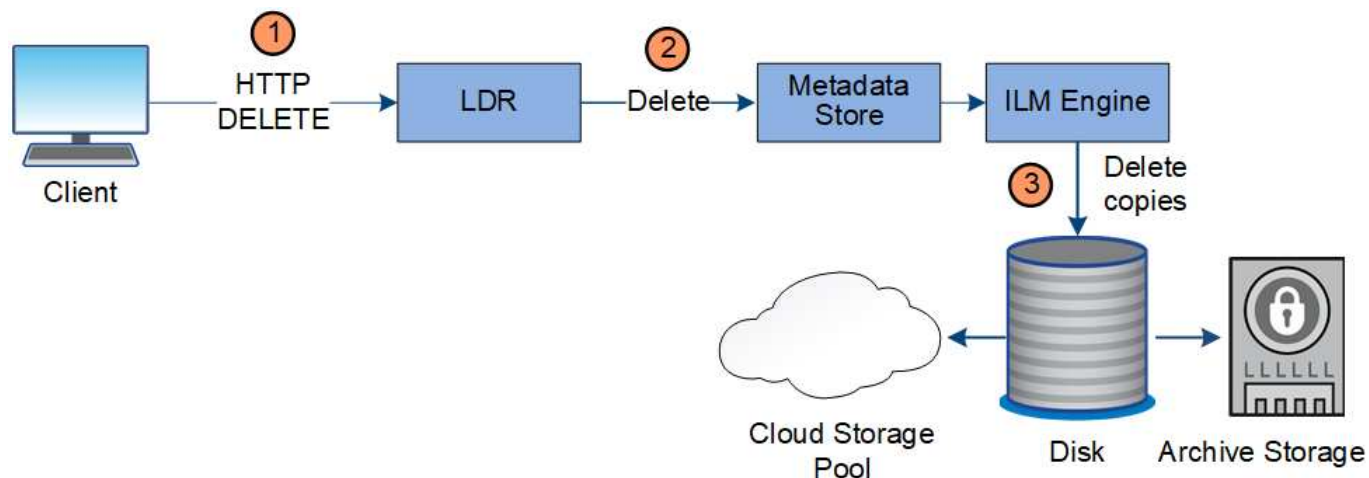 1
HTTP
DELETE
Client
LDR
2
Delete
Metadata
Store
ILM Engine
3
Delete
copies
Cloud Storage
Pool
Disk
LLLLLL
Archive Storage